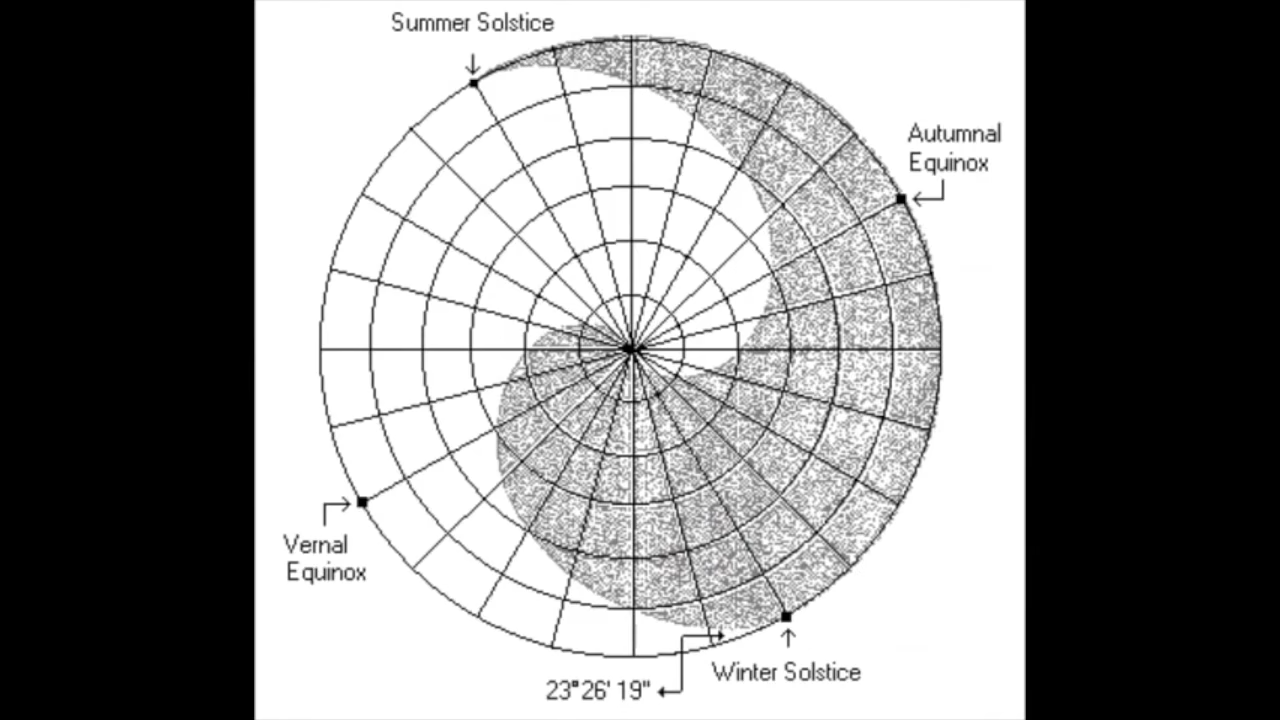 Summer Solstice
Autumnal
Equinox
Vernal
Equinox
Winter Solstice
23° 26' 19"